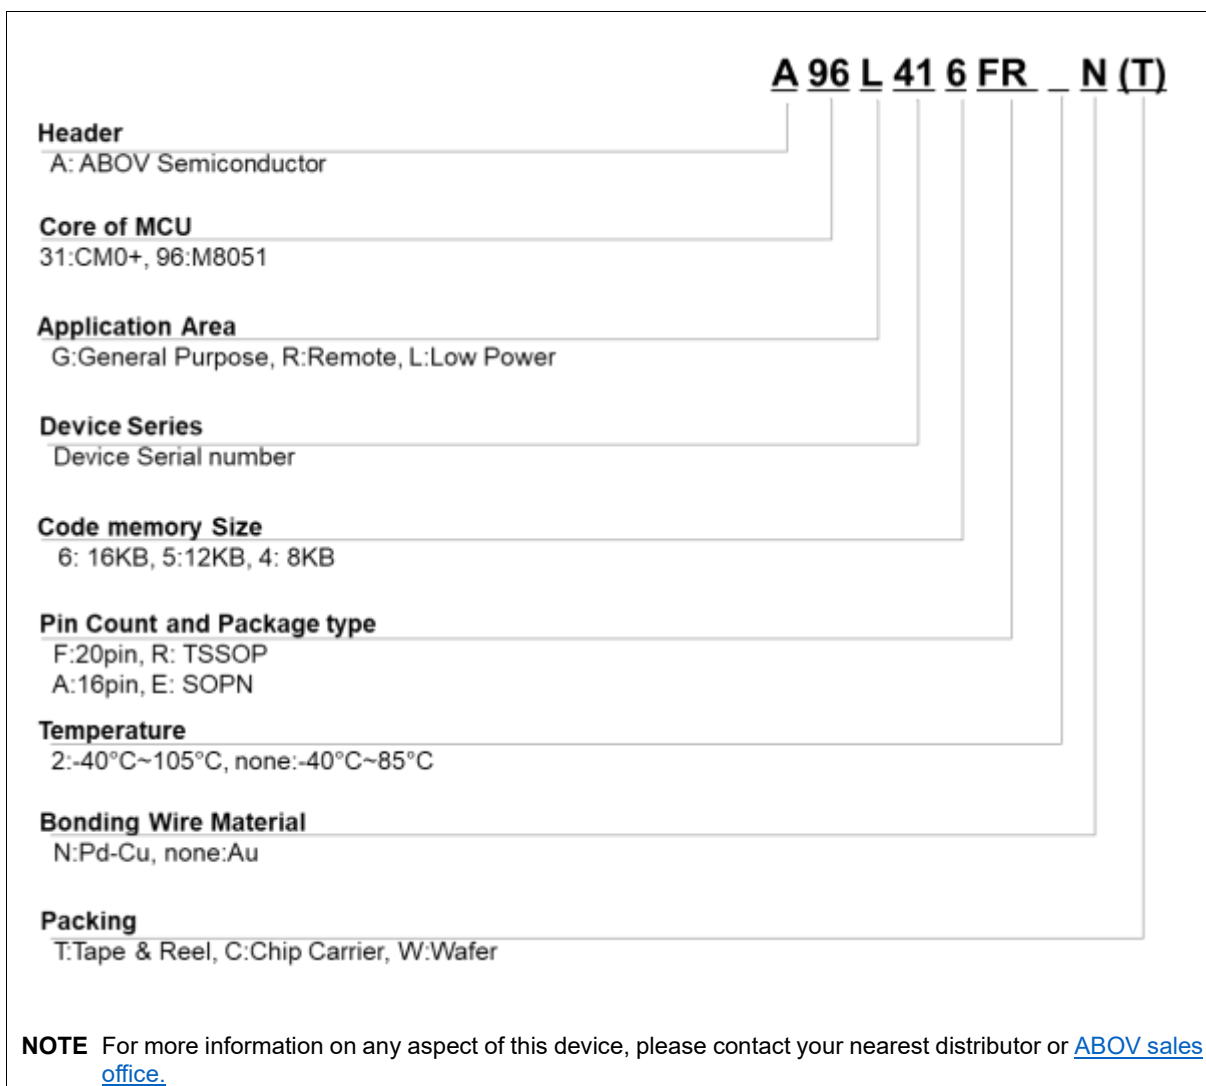 A 96 L 41 6 FR _ N (T)
Header
A: ABOV Semiconductor
Core of MCU
31:CM0+, 96:M8051
Application Area
G:General Purpose, R:Remote, L:Low Power
Device Series
Device Serial number
Code memory Size
6: 16KB, 5:12KB, 4: 8KB
Pin Count and Package type
F:20pin, R: TSSOP
A:16pin, E: SOPN
Temperature
2:-40°C~105°C, none:-40°C~85°C
Bonding Wire Material
N:Pd-Cu, none:Au
Packing
T:Tape & Reel, C:Chip Carrier, W:Wafer
NOTE For more information on any aspect of this device, please contact your nearest distributor or ABOV sales
office.